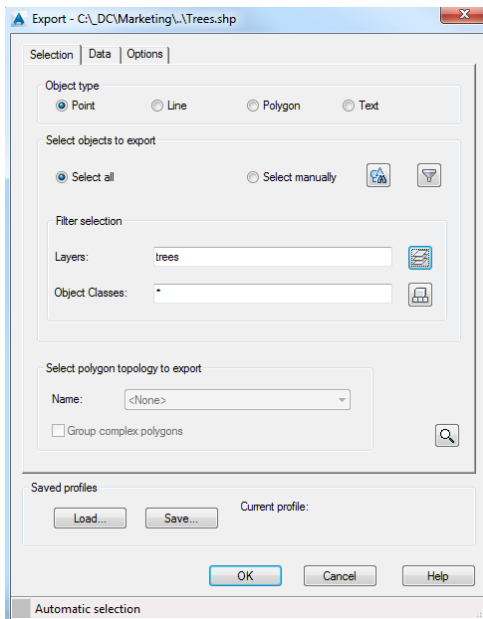 Export - C:\_DC\Marketing\..\Trees.shp
Selection Data Options
Object type
Point Line Polygon Text
Select objects to export
Select all Select manually
Filter selection
Layers: trees
Object Classes: *
Select polygon topology to export
Name: <None>
Group complex polygons
Saved profiles
Load... Save... Current profile:
OK Cancel Help
Automatic selection